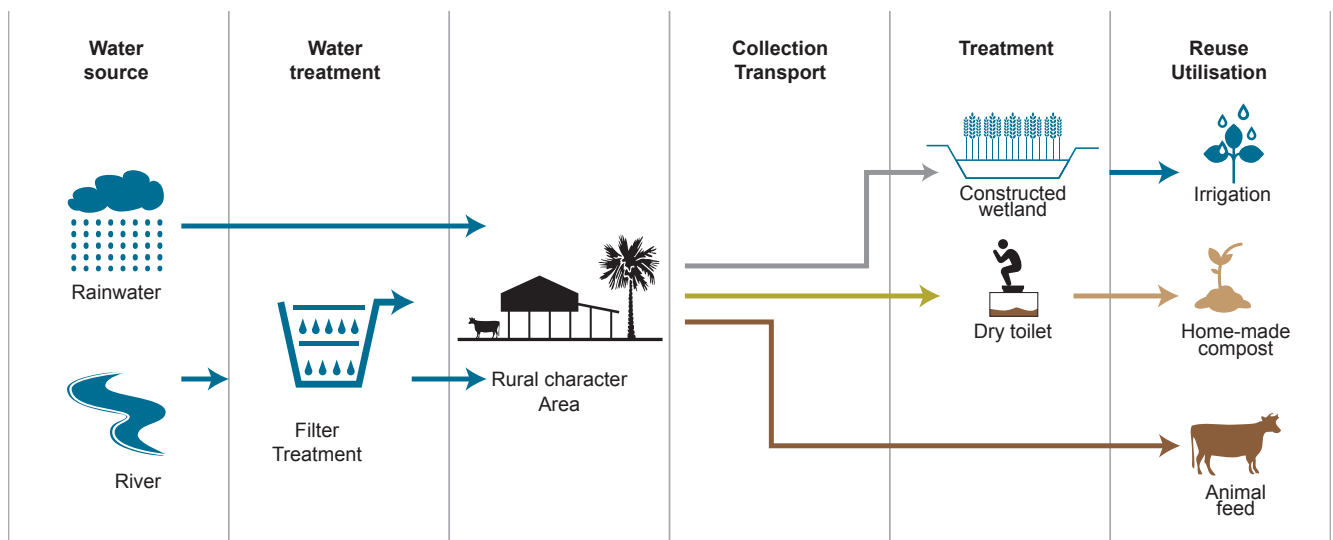 Water
source
Water
treatment
Collection
Transport
Treatment
Reuse
Utilisation
Rainwater
River
Filter
Treatment
Rural character
Area
Constructed
wetland
Dry toilet
Irrigation
Home-made
compost
Animal
feed